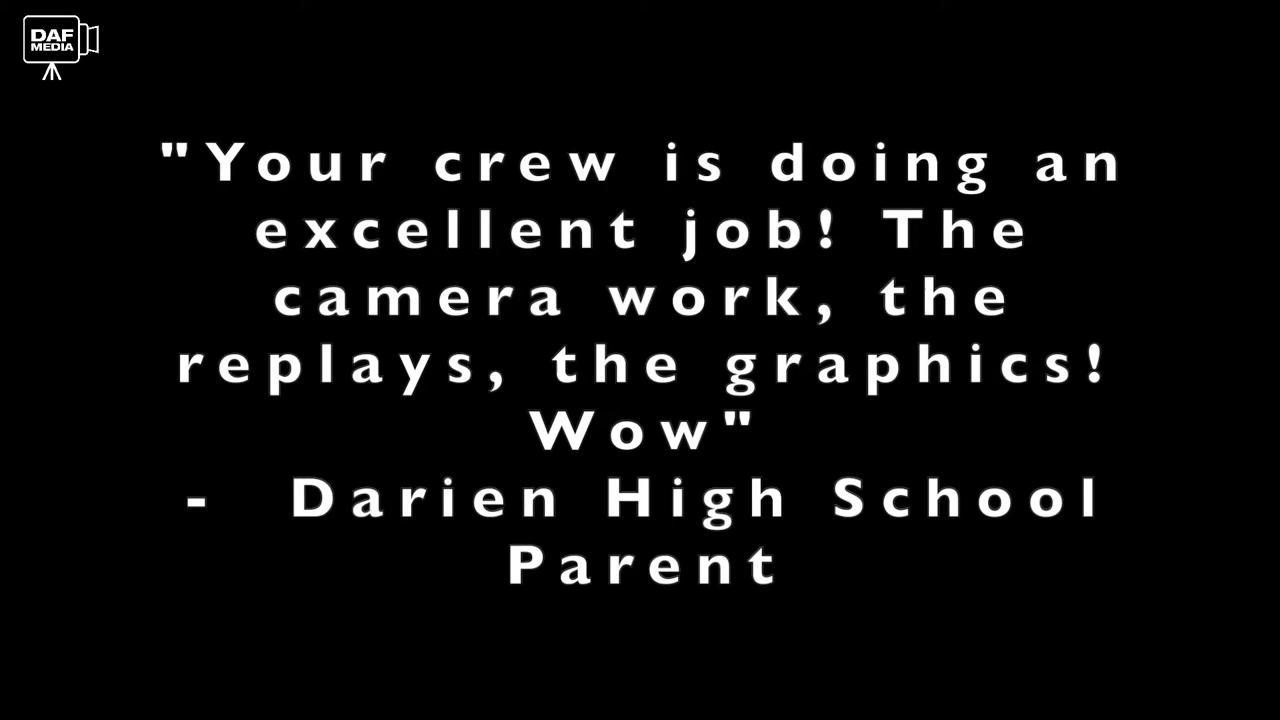 DAF
MEDIA
"Your crew is doing an
excellent job! The
camera work, the
replays, the graphics!
Wow"
- Darien High School
Parent